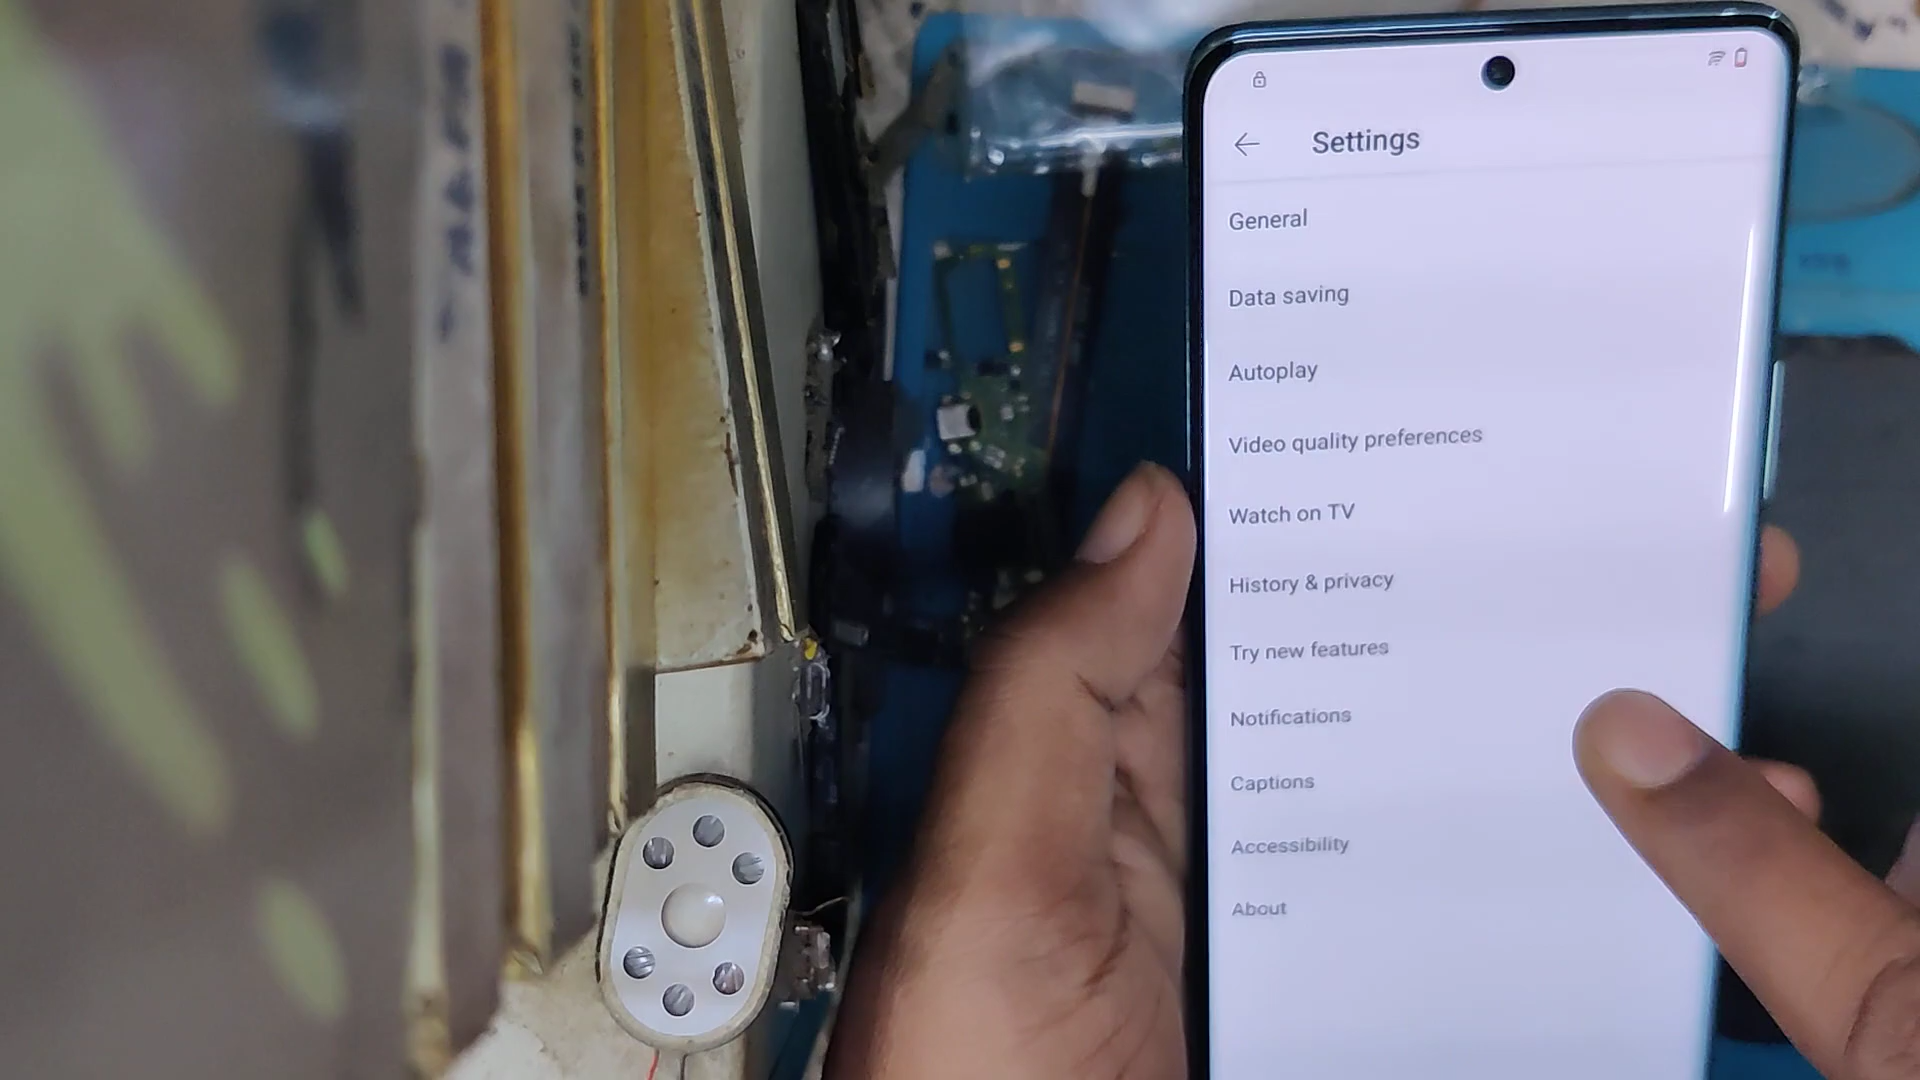 Settings
General
Data saving
Autoplay
Video quality preferences
Watch on TV
History & privacy
Try new features
Notifications
Captions
Accessibility
About